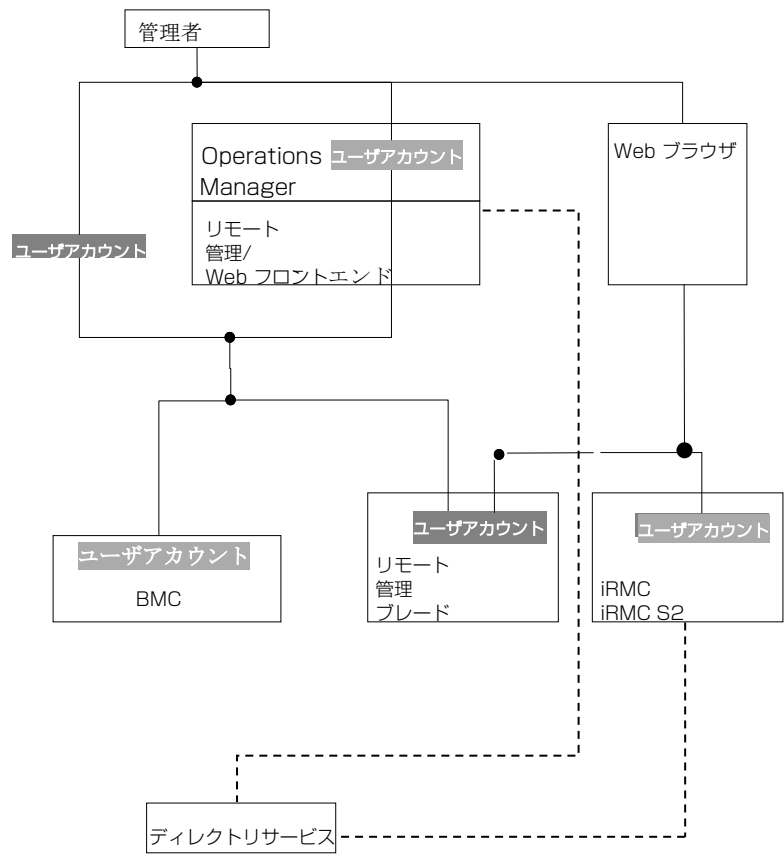 管理者
Operations ユーザアカウント
Manager
Web ブラウザ
リモート
管理/
Web フロントエンド
ユーザアカウント
ユーザアカウント
BMC
ユーザアカウント
リモート
管理
ブレード
ユーザアカウント
iRMC
iRMC S2
ディレクトリサービス